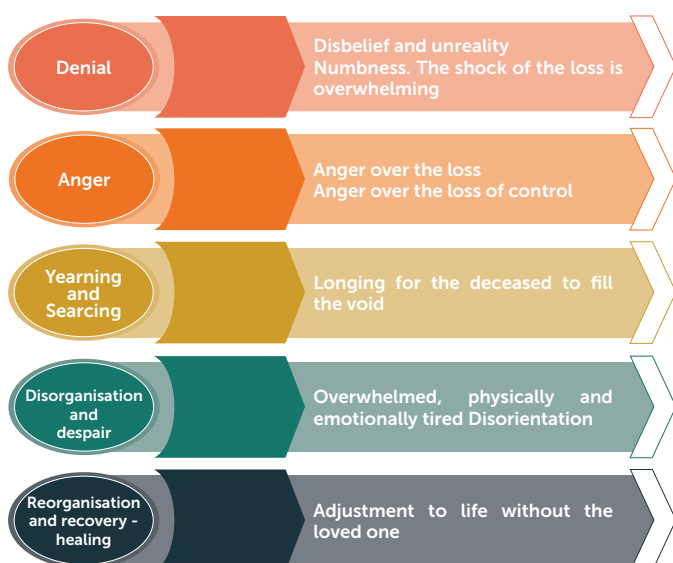 Denial
Disbelief and unreality
Numbness. The shock of the loss is
overwhelming
Anger
Anger over the loss
Anger over the loss of control
Yearning
and
Searcing
Longing for the deceased to fill
the void
Disorganisation
and
despair
Overwhelmed, physically and
emotionally tired Disorientation
Reorganisation
and recovery -
healing
Adjustment to life without the
loved one